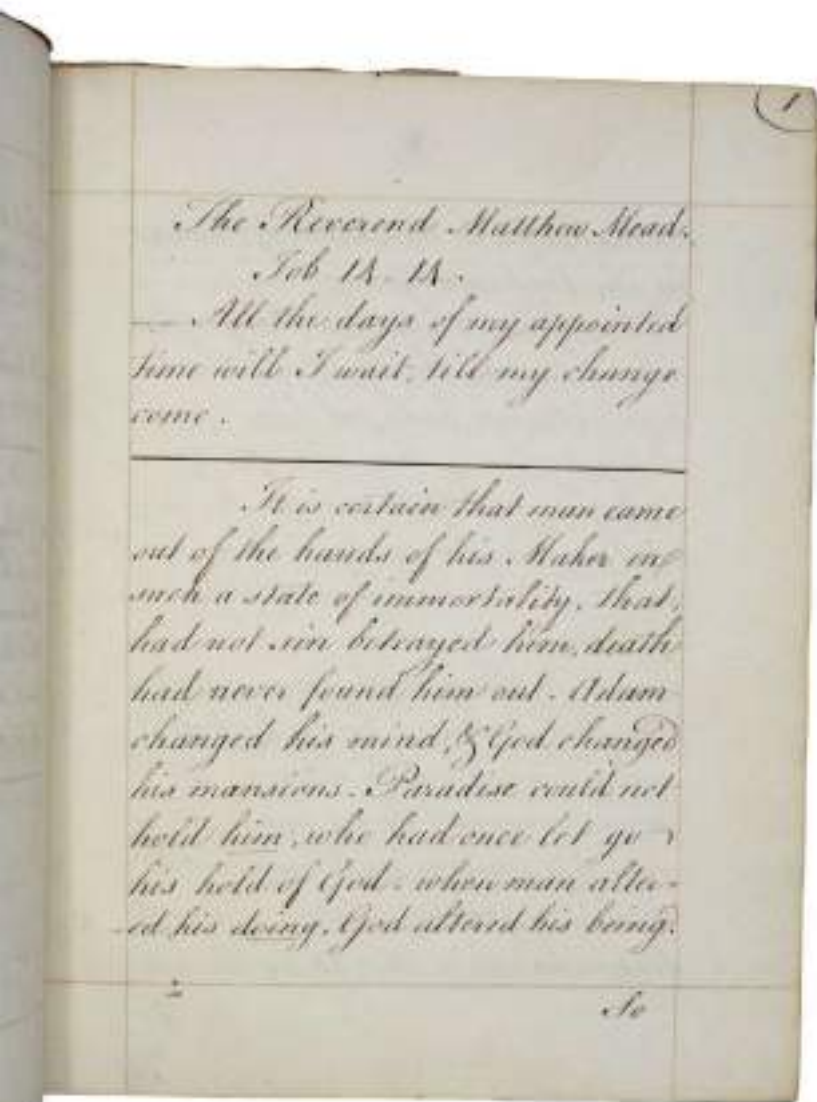 1
The Reverend Matthew Mead.
Job 14-14.
All the days of my appointed
time will I wait, till my change
come.
It is certain that man came
out of the hands of his Maker in
such a state of immortality, that,
had not sin betrayed him, death
had never found him out. Adam
changed his mind, & God changed
his mansions. Paradise could not
hold him, who had once let go
his hold of God. when man alter-
-ed his doing, God altered his being.
So